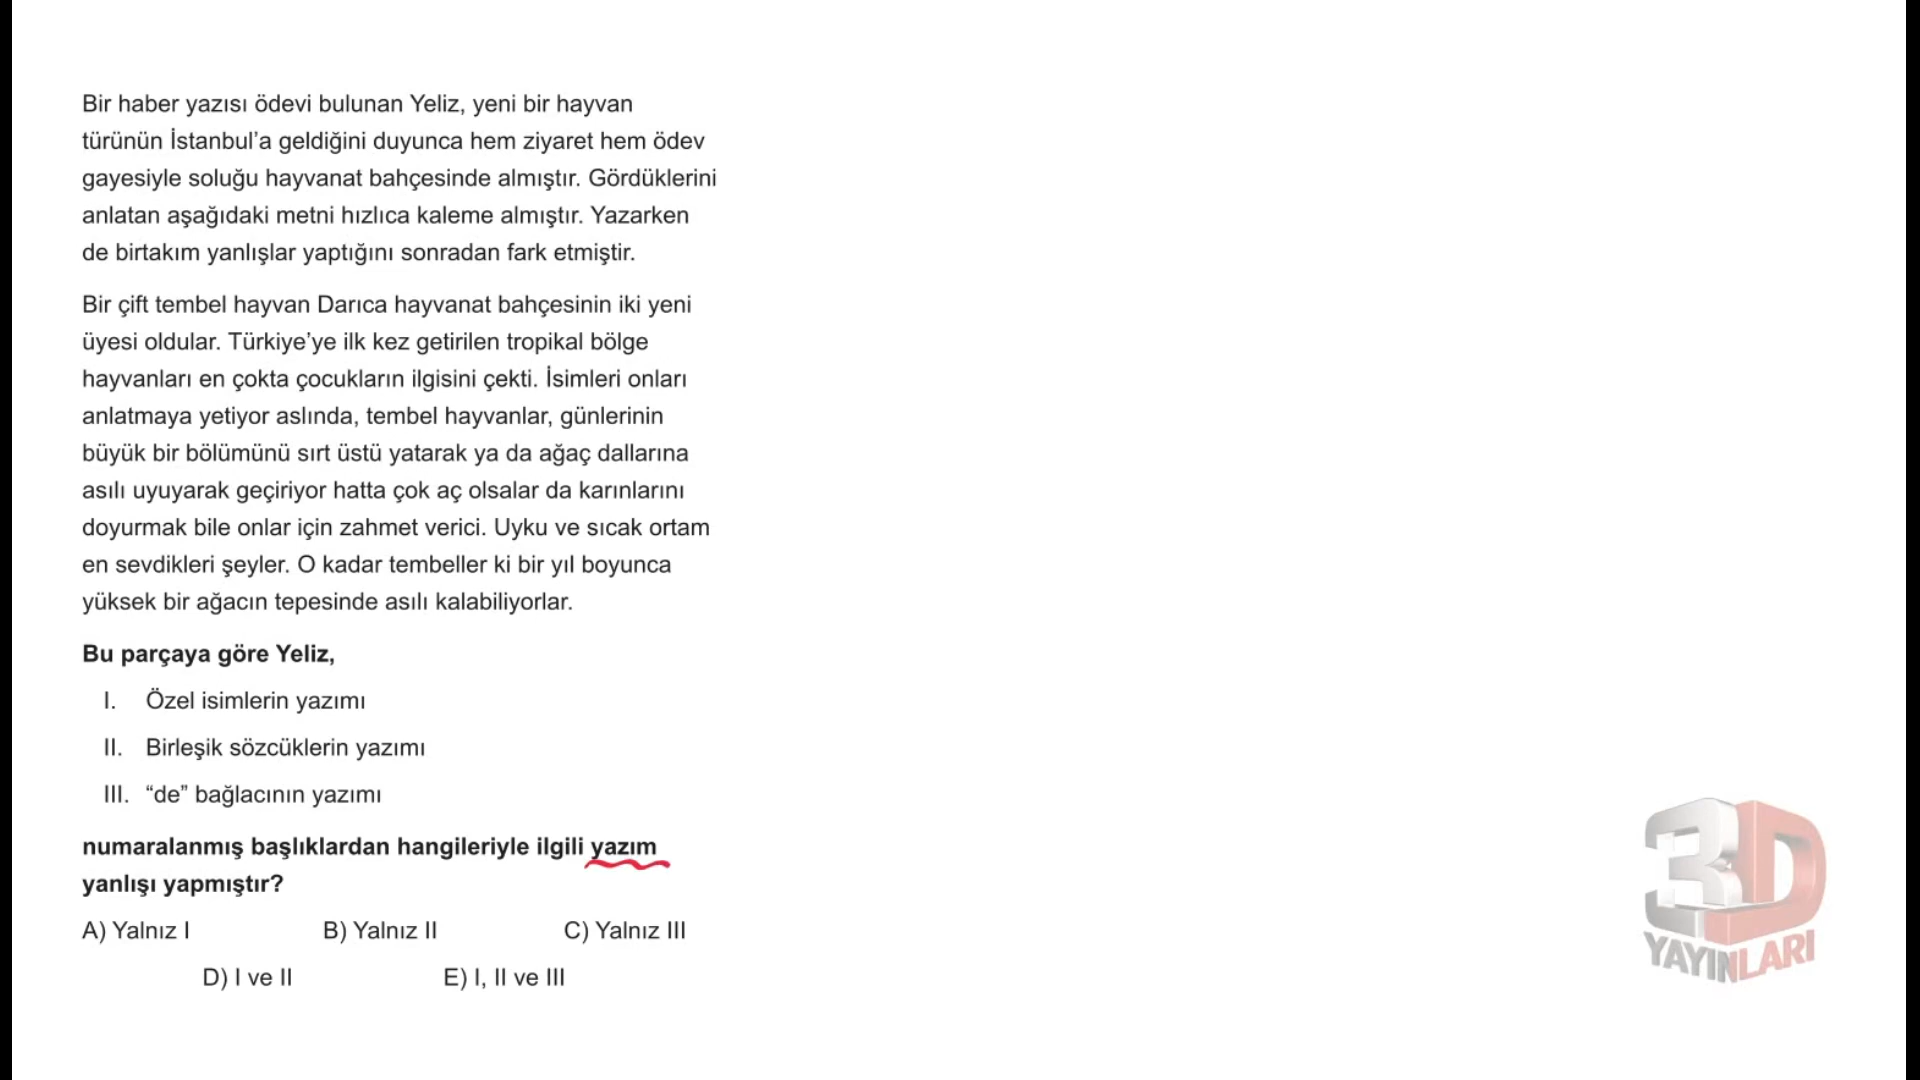 Bir haber yazısı ödevi bulunan Yeliz, yeni bir hayvan
türünün İstanbul’a geldiğini duyunca hem ziyaret hem ödev
gayesiyle soluğu hayvanat bahçesinde almıştır. Gördüklerini
anlatan aşağıdaki metni hızlıca kaleme almıştır. Yazarken
de birtakım yanlışlar yaptığını sonradan fark etmiştir.
Bir çift tembel hayvan Darıca hayvanat bahçesinin iki yeni
üyesi oldular. Türkiye’ye ilk kez getirilen tropikal bölge
hayvanları en çokta çocukların ilgisini çekti. İsimleri onları
anlatmaya yetiyor aslında, tembel hayvanlar, günlerinin
büyük bir bölümünü sırt üstü yatarak ya da ağaç dallarına
asılı uyuyarak geçiriyor hatta çok aç olsalar da karınlarını
doyurmak bile onlar için zahmet verici. Uyku ve sıcak ortam
en sevdikleri şeyler. O kadar tembeller ki bir yıl boyunca
yüksek bir ağacın tepesinde asılı kalabiliyorlar.
Bu parçaya göre Yeliz,
I. Özel isimlerin yazımı
II. Birleşik sözcüklerin yazımı
III. “de” bağlacının yazımı
numaralanmış başlıklardan hangileriyle ilgili yazım
yanlışı yapmıştır?
A) Yalnız I B) Yalnız II C) Yalnız III
D) I ve II E) I, II ve III
3D
YAYINLARI